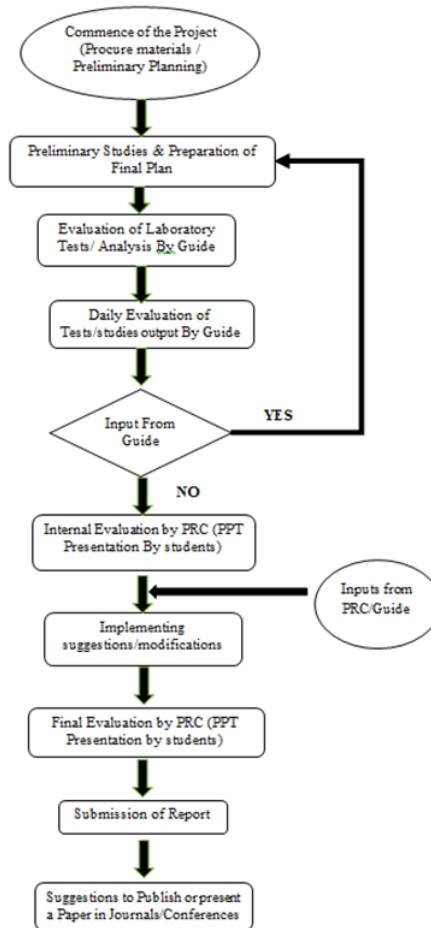 Commence of the Project
(Procure materials /
Preliminary Planning)
Preliminary Studies & Preparation of
Final Plan
Evaluation of Laboratory
Tests/ Analysis By Guide
Daily Evaluation of
Tests/studies output By Guide
Input From
Guide
YES
NO
Internal Evaluation by PRC (PPT
Presentation By students)
Inputs from
PRC/Guide
Implementing
suggestions/modifications
Final Evaluation by PRC (PPT
Presentation by students)
Submission of Report
Suggestions to Publish or present
a Paper in Journals/Conferences